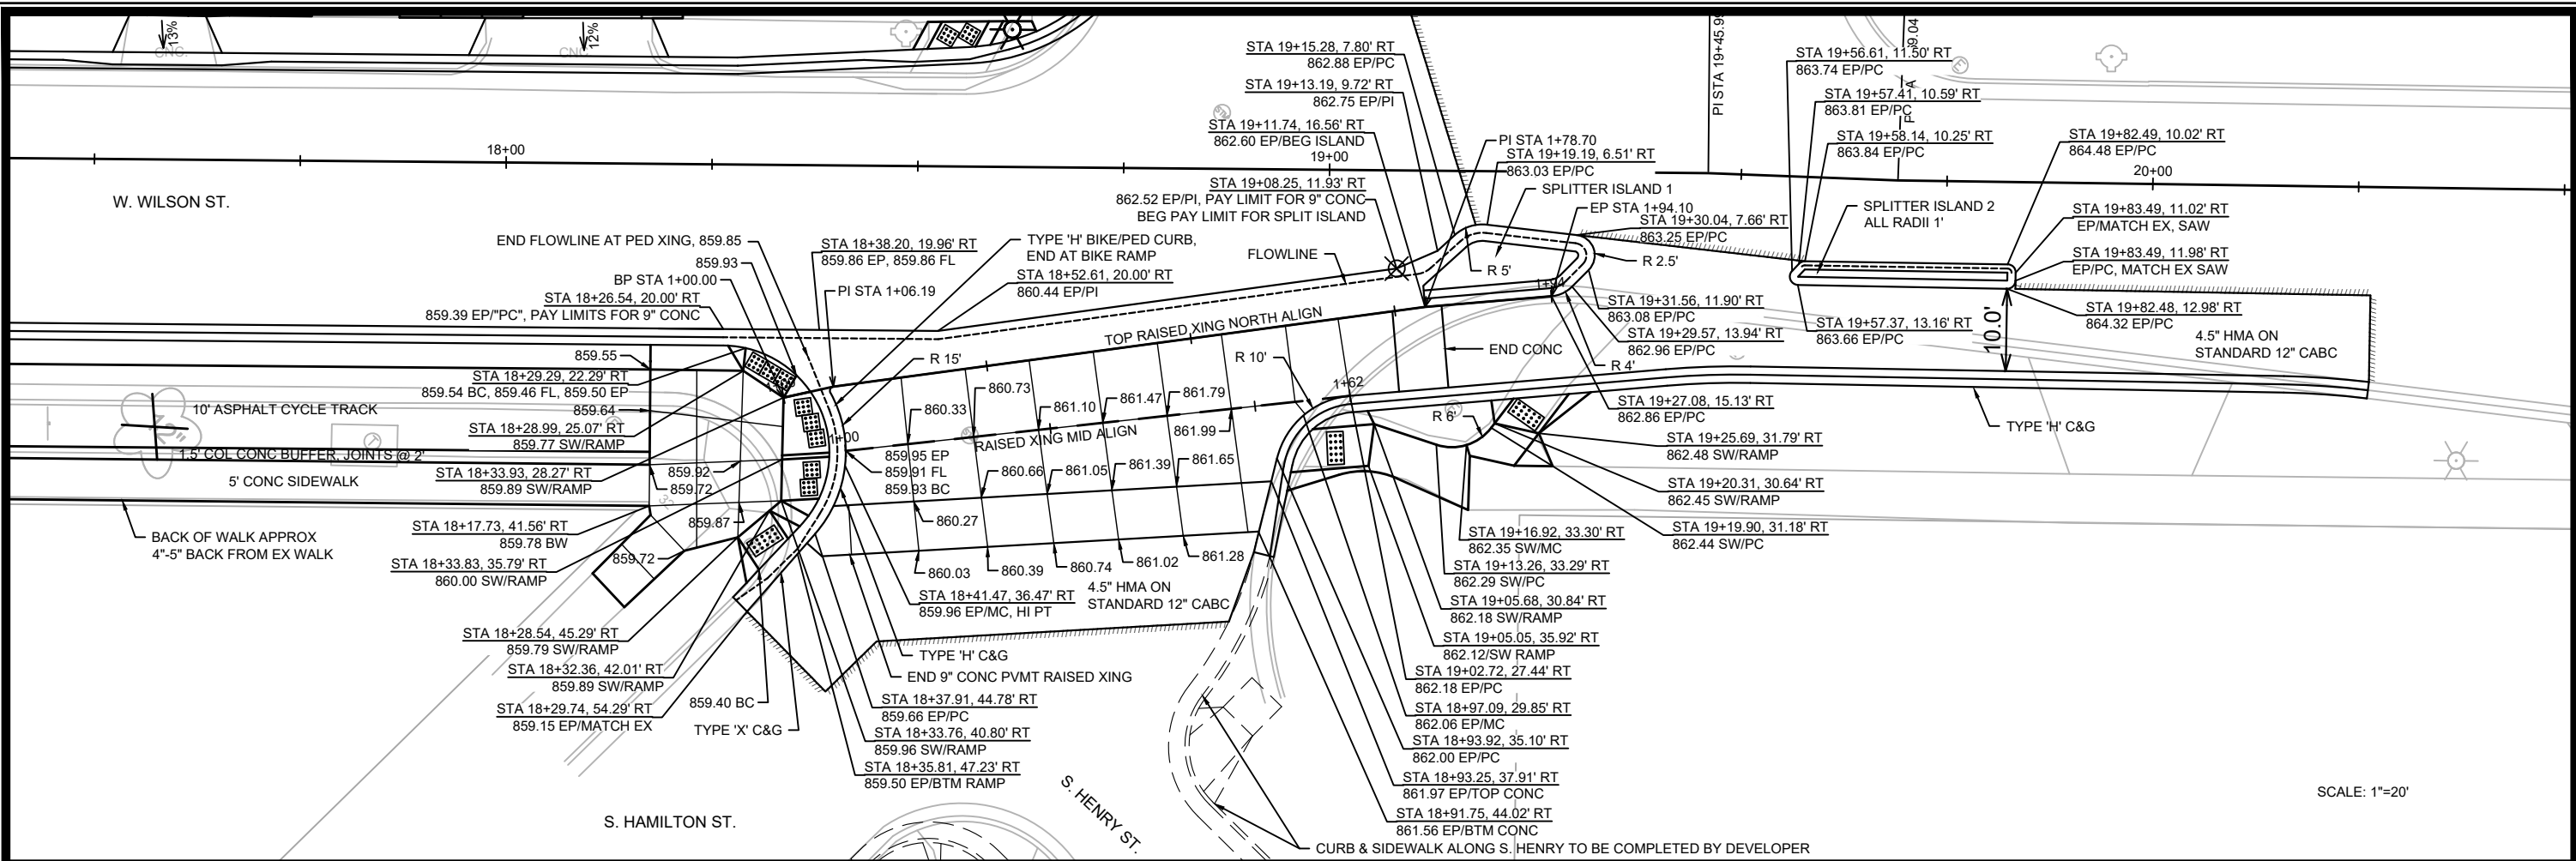 13%
CNG.
12%
CNG.
STA 19+15.28, 7.80' RT
862.88 EP/PC
STA 19+13.19, 9.72' RT
862.75 EP/PI
STA 19+11.74, 16.56' RT
862.60 EP/BEG ISLAND
STA 19+08.25, 11.93' RT
862.52 EP/PI, PAY LIMIT FOR 9" CONC
BEG PAY LIMIT FOR SPLIT ISLAND
PI STA 19+45.99
9.04
STA 19+56.61, 11.50' RT
863.74 EP/PC
STA 19+57.41, 10.59' RT
863.81 EP/PC
STA 19+58.14, 10.25' RT
863.84 EP/PC
STA 19+82.49, 10.02' RT
864.48 EP/PC
18+00
19+00
20+00
PI STA 1+78.70
STA 19+19.19, 6.51' RT
863.03 EP/PC
SPLITTER ISLAND 1
EP STA 1+94.10
STA 19+30.04, 7.66' RT
863.25 EP/PC
SPLITTER ISLAND 2
ALL RADII 1'
STA 19+83.49, 11.02' RT
EP/MATCH EX, SAW
STA 19+83.49, 11.98' RT
EP/PC, MATCH EX SAW
STA 19+82.48, 12.98' RT
864.32 EP/PC
W. WILSON ST.
END FLOWLINE AT PED XING, 859.85
859.93
BP STA 1+00.00
STA 18+26.54, 20.00' RT
859.39 EP/"PC", PAY LIMITS FOR 9" CONC
STA 18+38.20, 19.96' RT
859.86 EP, 859.86 FL
PI STA 1+06.19
TYPE 'H' BIKE/PED CURB,
END AT BIKE RAMP
STA 18+52.61, 20.00' RT
860.44 EP/PI
FLOWLINE
R 5'
R 2.5'
1+94
STA 19+31.56, 11.90' RT
863.08 EP/PC
STA 19+29.57, 13.94' RT
862.96 EP/PC
R 4'
STA 19+27.08, 15.13' RT
862.86 EP/PC
STA 19+57.37, 13.16' RT
863.66 EP/PC
10.0'
4.5" HMA ON
STANDARD 12" CABC
TYPE 'H' C&G
TOP RAISED XING NORTH ALIGN
R 15'
R 10'
END CONC
1+62
R 6'
859.55
STA 18+29.29, 22.29' RT
859.54 BC, 859.46 FL, 859.50 EP
859.64
STA 18+28.99, 25.07' RT
859.77 SW/RAMP
10' ASPHALT CYCLE TRACK
1.5' COL CONC BUFFER, JOINTS @ 2'
5' CONC SIDEWALK
STA 18+33.93, 28.27' RT
859.89 SW/RAMP
859.92
859.72
859.87
1+00
860.33
860.73
861.10
861.47
861.79
861.99
RAISED XING MID ALIGN
859.95 EP
859.91 FL
859.93 BC
860.66
861.05
861.39
861.65
860.27
BACK OF WALK APPROX
4"-5" BACK FROM EX WALK
STA 18+17.73, 41.56' RT
859.78 BW
STA 18+33.83, 35.79' RT
860.00 SW/RAMP
859.72
860.03
860.39
860.74
861.02
861.28
STA 18+41.47, 36.47' RT
859.96 EP/MC, HI PT
4.5" HMA ON
STANDARD 12" CABC
STA 18+28.54, 45.29' RT
859.79 SW/RAMP
STA 18+32.36, 42.01' RT
859.89 SW/RAMP
STA 18+29.74, 54.29' RT
859.15 EP/MATCH EX
859.40 BC
TYPE 'X' C&G
TYPE 'H' C&G
END 9" CONC PVMT RAISED XING
STA 18+37.91, 44.78' RT
859.66 EP/PC
STA 18+33.76, 40.80' RT
859.96 SW/RAMP
STA 18+35.81, 47.23' RT
859.50 EP/BTM RAMP
STA 19+25.69, 31.79' RT
862.48 SW/RAMP
STA 19+20.31, 30.64' RT
862.45 SW/RAMP
STA 19+19.90, 31.18' RT
862.44 SW/PC
STA 19+16.92, 33.30' RT
862.35 SW/MC
STA 19+13.26, 33.29' RT
862.29 SW/PC
STA 19+05.68, 30.84' RT
862.18 SW/RAMP
STA 19+05.05, 35.92' RT
862.12/SW RAMP
STA 19+02.72, 27.44' RT
862.18 EP/PC
STA 18+97.09, 29.85' RT
862.06 EP/MC
STA 18+93.92, 35.10' RT
862.00 EP/PC
STA 18+93.25, 37.91' RT
861.97 EP/TOP CONC
STA 18+91.75, 44.02' RT
861.56 EP/BTM CONC
S. HAMILTON ST.
S. HENRY ST.
CURB & SIDEWALK ALONG S. HENRY TO BE COMPLETED BY DEVELOPER
SCALE: 1"=20'